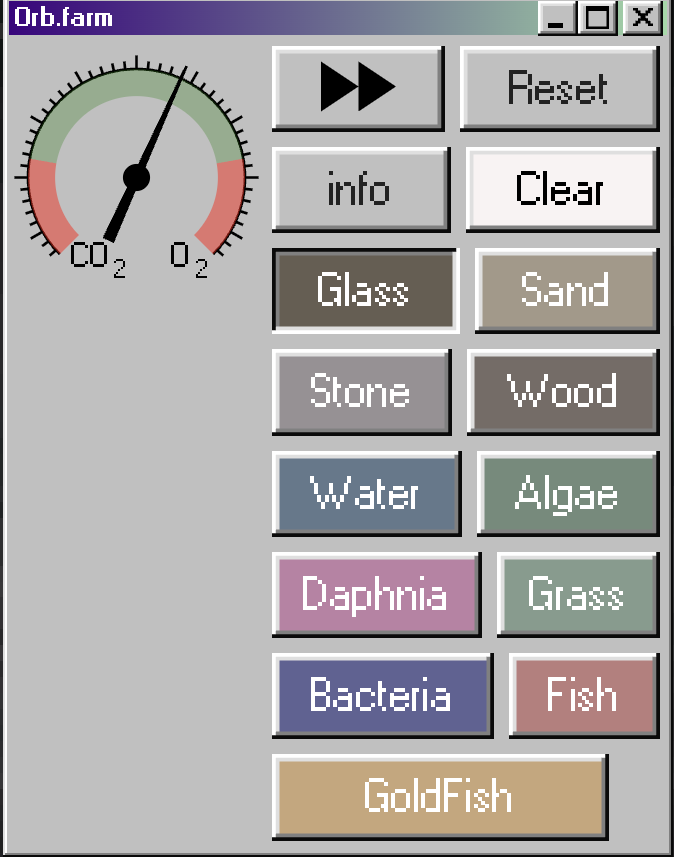 Orb.farm
Reset
info
Clear
CO₂
O₂
Glass
Sand
Stone
Wood
Water
Algae
Daphnia
Grass
Bacteria
Fish
GoldFish